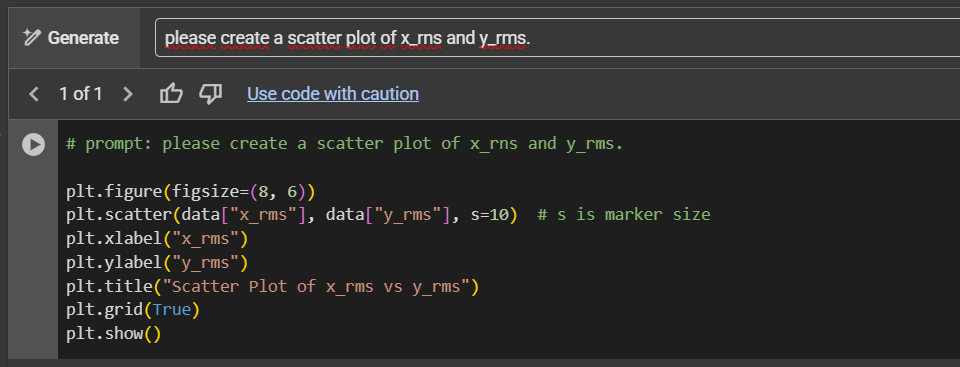 Generate
please create a scatter plot of x_rns and y_rms.
1 of 1
Use code with caution
# prompt: please create a scatter plot of x_rns and y_rms.
plt.figure(figsize=(8, 6))
plt.scatter(data["x_rms"], data["y_rms"], s=10)  # s is marker size
plt.xlabel("x_rms")
plt.ylabel("y_rms")
plt.title("Scatter Plot of x_rms vs y_rms")
plt.grid(True)
plt.show()